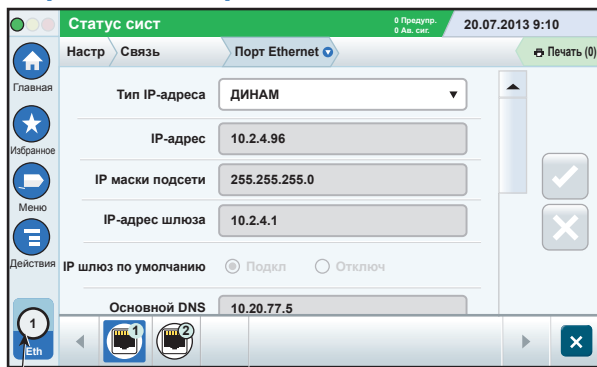 Статус сист
0 Предупр.
0 Ав. сиг.
20.07.2013 9:10
Настр Связь Порт Ethernet Печать (0)
Главная
Избранное
Меню
Действия
Тип IP-адреса ДИНАМ
IP-адрес 10.2.4.96
IP маски подсети 255.255.255.0
IP-адрес шлюза 10.2.4.1
IP шлюз по умолчанию Подкл Отключ
Основной DNS 10.20.77.5
1
Eth
1 2